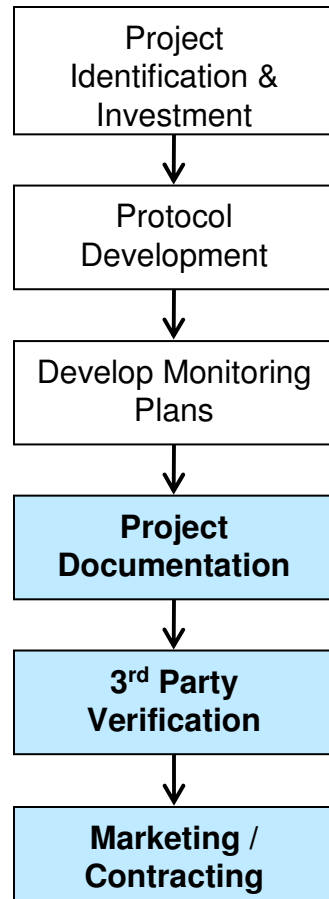 Project
Identification &
Investment
Protocol
Development
Develop Monitoring
Plans
Project
Documentation
3rd Party
Verification
Marketing /
Contracting